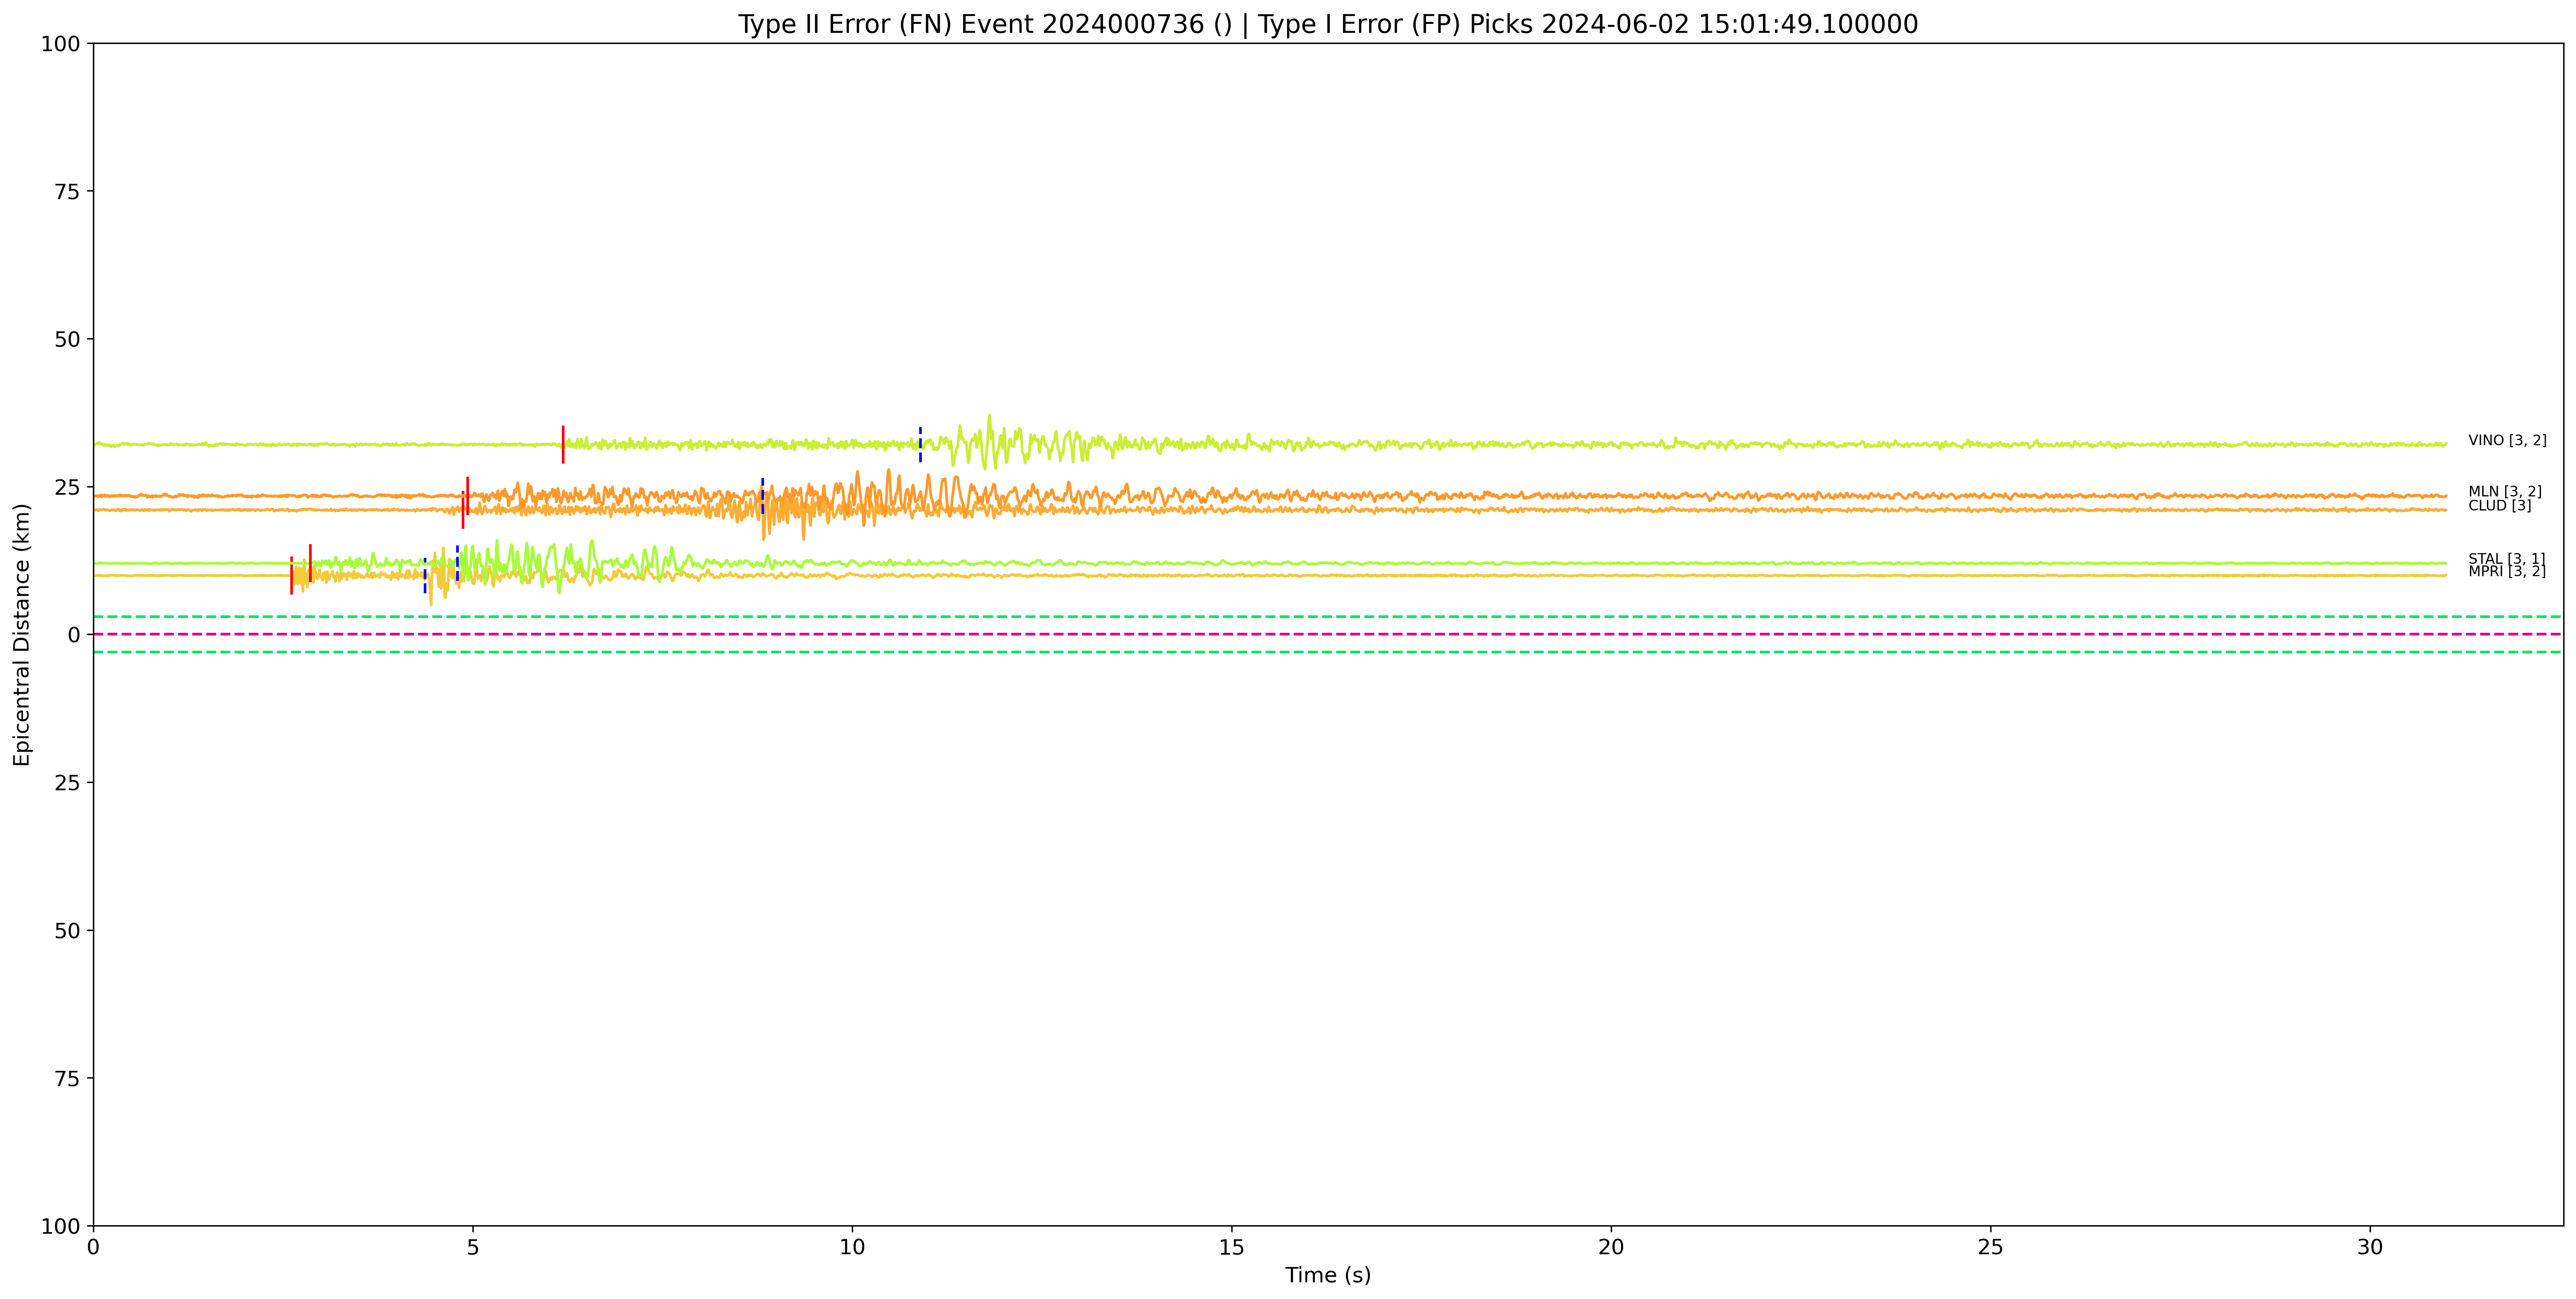 Type II Error (FN) Event 2024000736 () | Type I Error (FP) Picks 2024-06-02 15:01:49.100000
100
75
50
25
0
25
50
75
100
Epicentral Distance (km)
VINO [3, 2]
MLN [3, 2]
CLUD [3]
STAL [3, 1]
MPRI [3, 2]
0 5 10 15 20 25 30
Time (s)